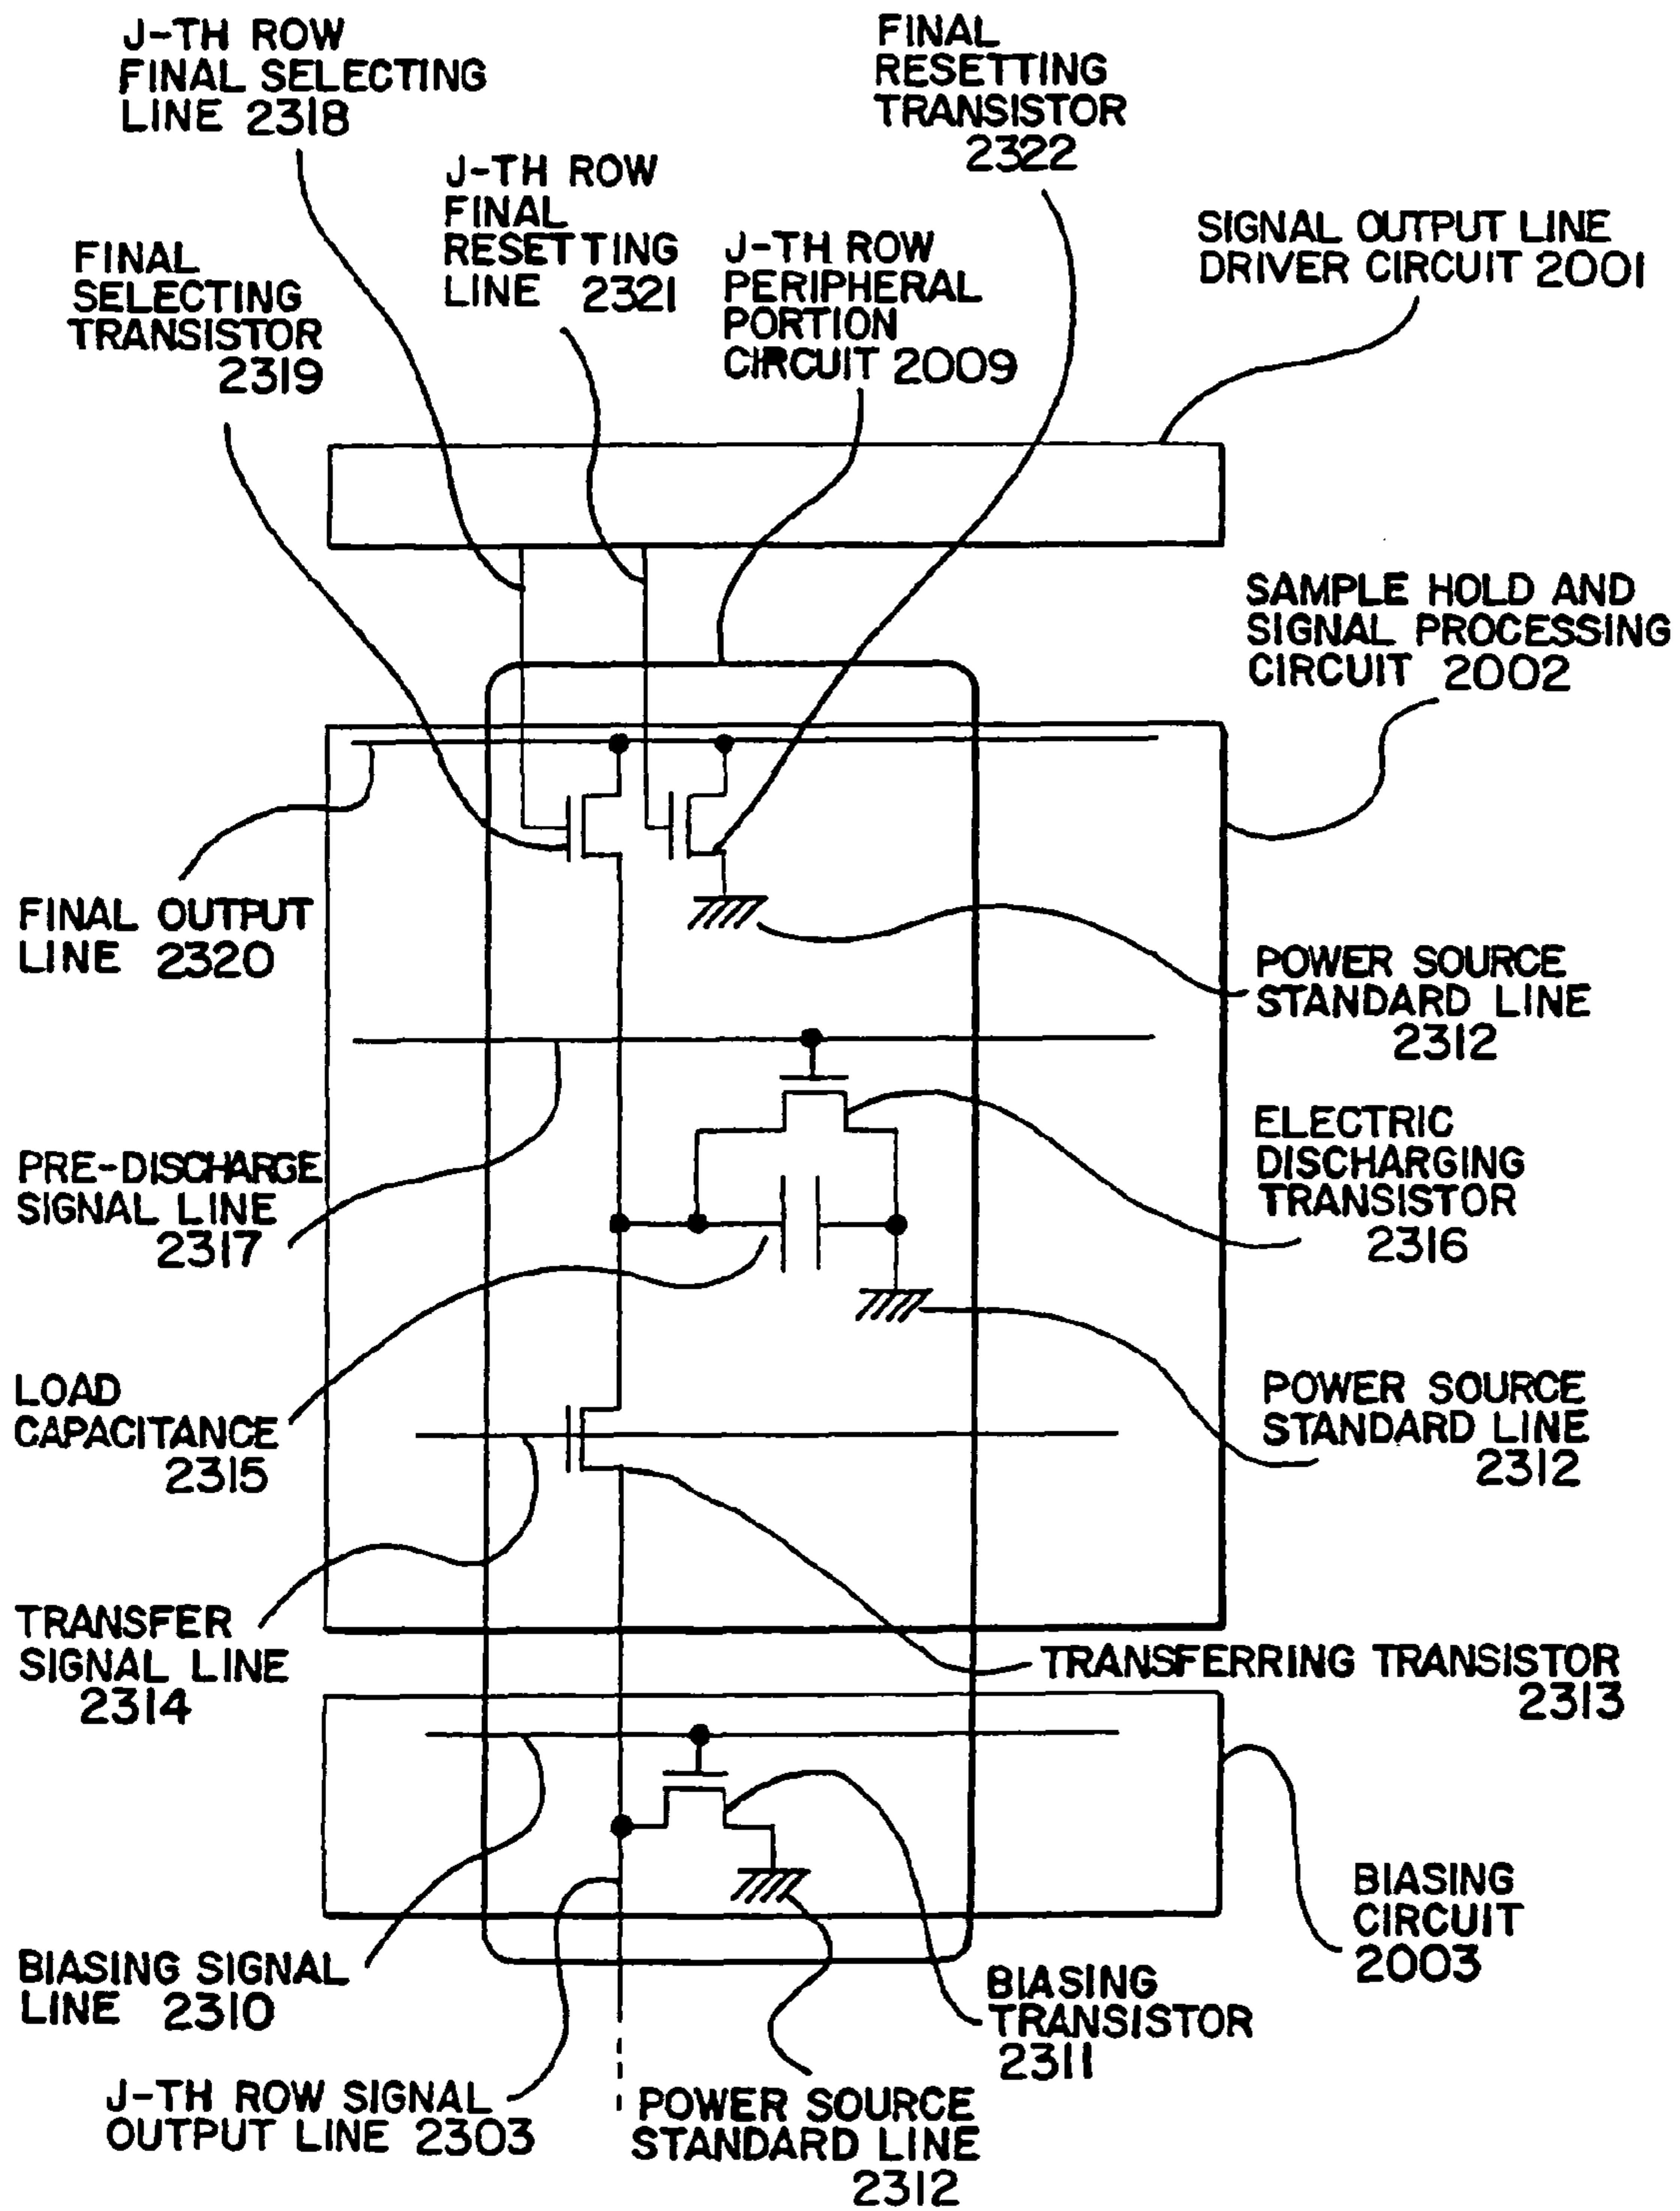 J-TH ROW
FINAL SELECTING
LINE 2318
FINAL
RESETTING
TRANSISTOR
2322
J-TH ROW
FINAL
RESETTING
LINE 2321
FINAL
SELECTING
TRANSISTOR
2319
J-TH ROW
PERIPHERAL
PORTION
CIRCUIT 2009
SIGNAL OUTPUT LINE
DRIVER CIRCUIT 2001
SAMPLE HOLD AND
SIGNAL PROCESSING
CIRCUIT 2002
FINAL OUTPUT
LINE 2320
POWER SOURCE
STANDARD LINE
2312
PRE-DISCHARGE
SIGNAL LINE
2317
ELECTRIC
DISCHARGING
TRANSISTOR
2316
LOAD
CAPACITANCE
2315
POWER SOURCE
STANDARD LINE
2312
TRANSFER
SIGNAL LINE
2314
TRANSFERRING TRANSISTOR
2313
BIASING
CIRCUIT
2003
BIASING SIGNAL
LINE 2310
BIASING
TRANSISTOR
2311
J-TH ROW SIGNAL
OUTPUT LINE 2303
POWER SOURCE
STANDARD LINE
2312